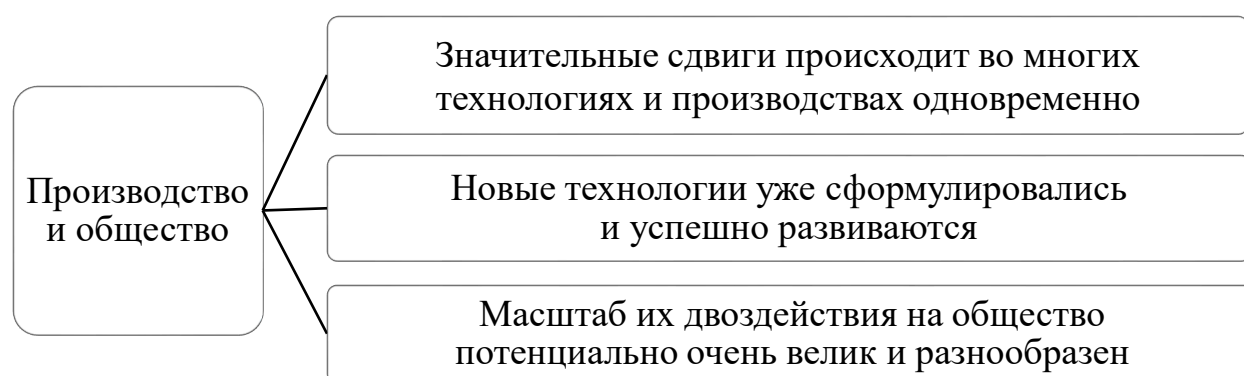 Производство
и общество
Значительные сдвиги происходит во многих
технологиях и производствах одновременно
Новые технологии уже сформулировались
и успешно развиваются
Масштаб их двоздействия на общество
потенциально очень велик и разнообразен